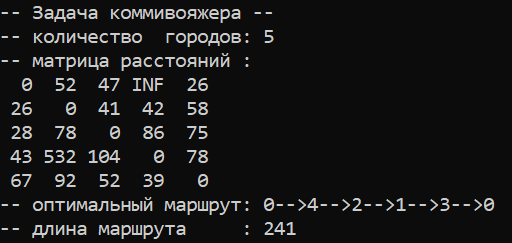 -- Задача коммивояжера --
-- количество  городов: 5
-- матрица расстояний :
  0  52  47 INF  26
 26   0  41  42  58
 28  78   0  86  75
 43 532 104   0  78
 67  92  52  39   0
-- оптимальный маршрут: 0-->4-->2-->1-->3-->0
-- длина маршрута     : 241